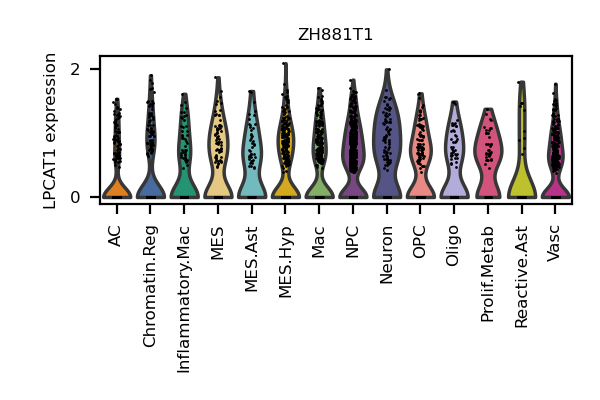 ZH881T1
LPCAT1 expression
2
0
AC
Chromatin.Reg
Inflammatory.Mac
MES
MES.Ast
MES.Hyp
Mac
NPC
Neuron
OPC
Oligo
Prolif.Metab
Reactive.Ast
Vasc